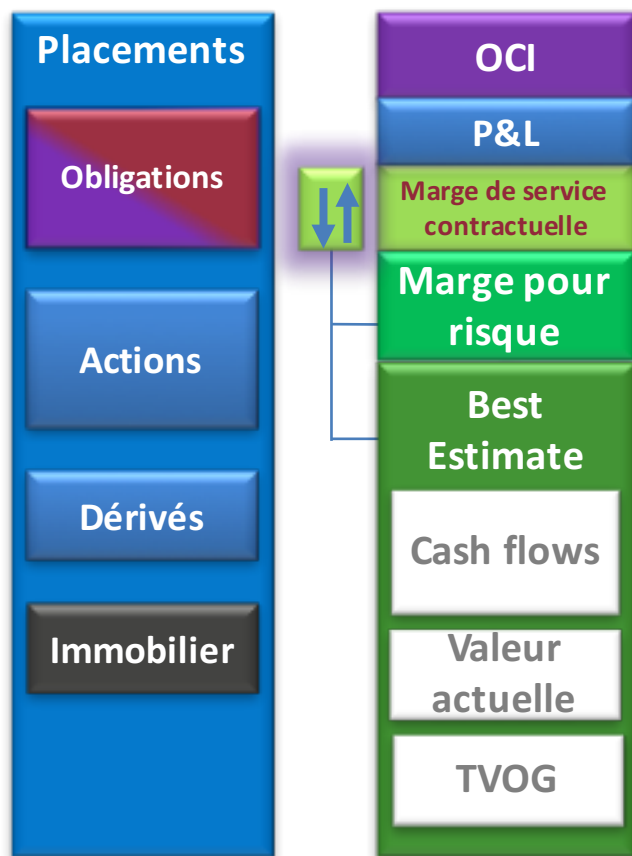 Placements
Obligations
Actions
Dérivés
Immobilier
OCI
P&L
Marge de service
contractuelle
Marge pour
risque
Best
Estimate
Cash flows
Valeur
actuelle
TVOG